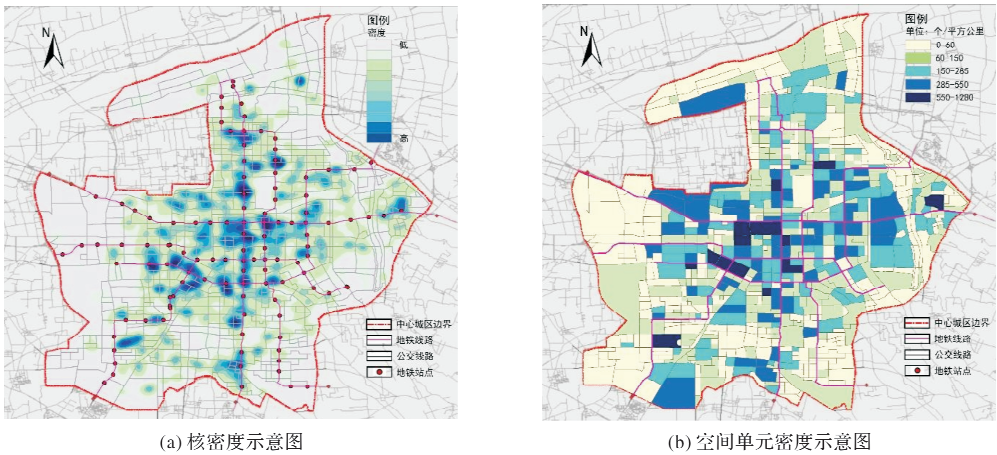 N
图例
密度
低
高
中心城区边界
地铁线路
公交线路
地铁站点
(a) 核密度示意图
N
图例
单位：个/平方公里
0-60
60-150
150-285
285-550
550-1280
中心城区边界
地铁线路
公交线路
地铁站点
(b) 空间单元密度示意图